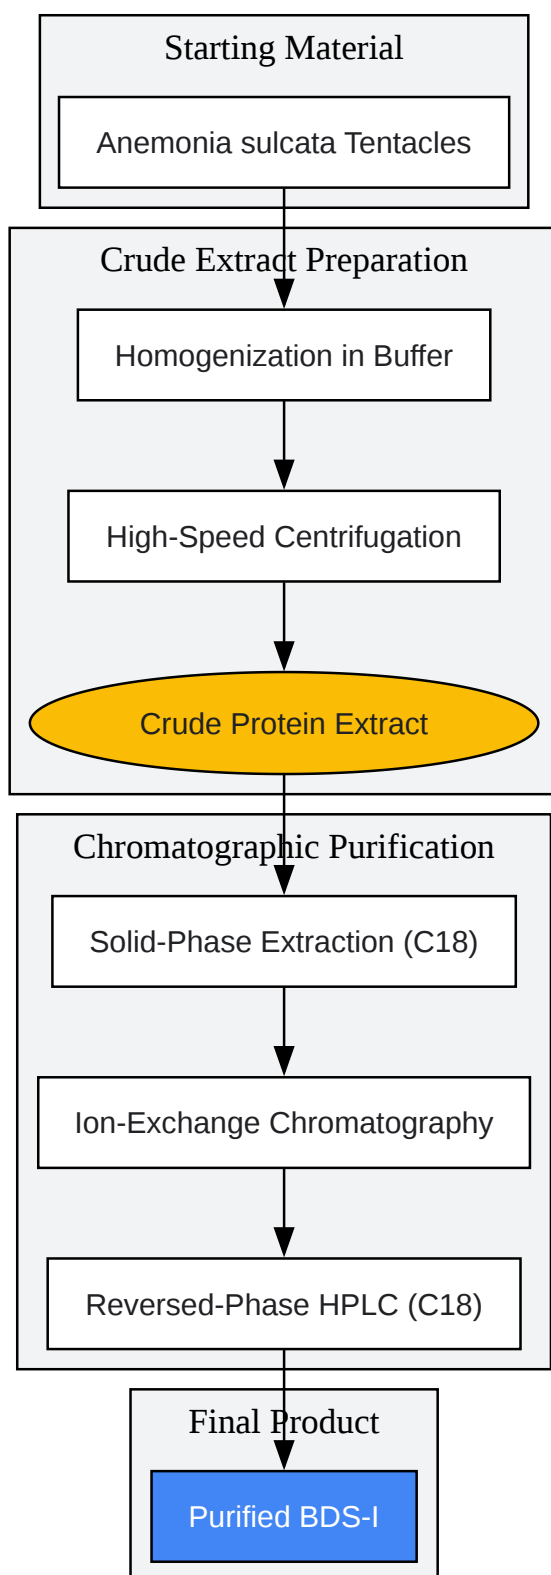 Starting Material
Anemonia sulcata Tentacles
Crude Extract Preparation
Homogenization in Buffer
High-Speed Centrifugation
Crude Protein Extract
Chromatographic Purification
Solid-Phase Extraction (C18)
Ion-Exchange Chromatography
Reversed-Phase HPLC (C18)
Final Product
Purified BDS-I